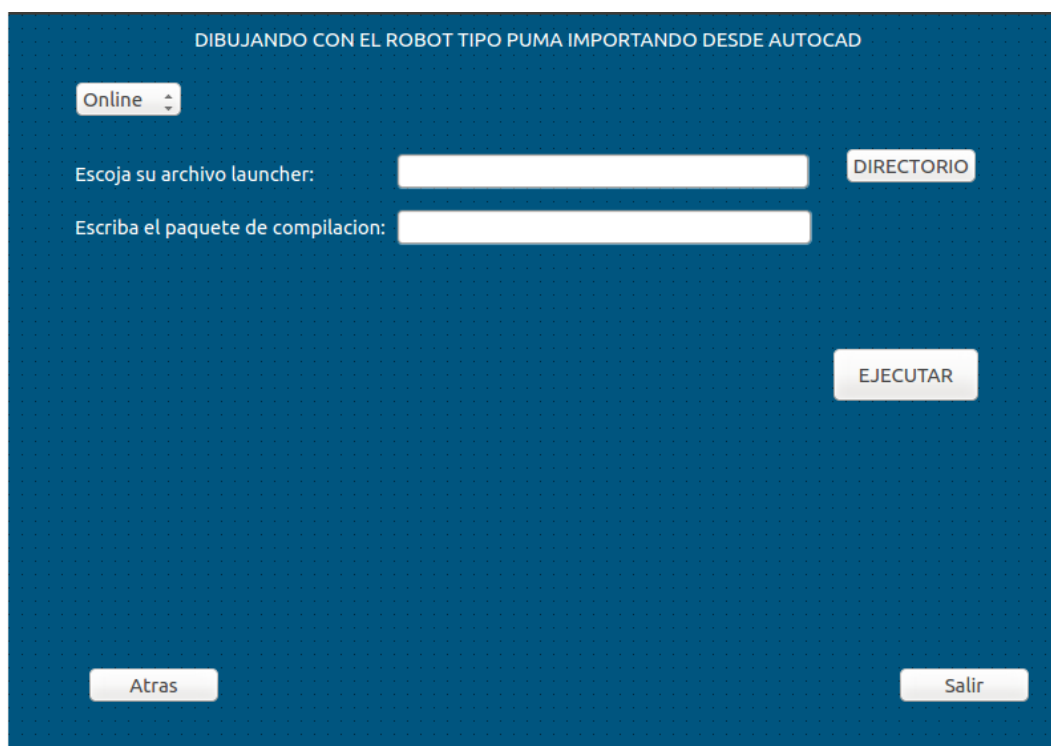 DIBUJANDO CON EL ROBOT TIPO PUMA IMPORTANDO DESDE AUTOCAD
Online
Escoja su archivo launcher:
DIRECTORIO
Escriba el paquete de compilacion:
EJECUTAR
Atras
Salir